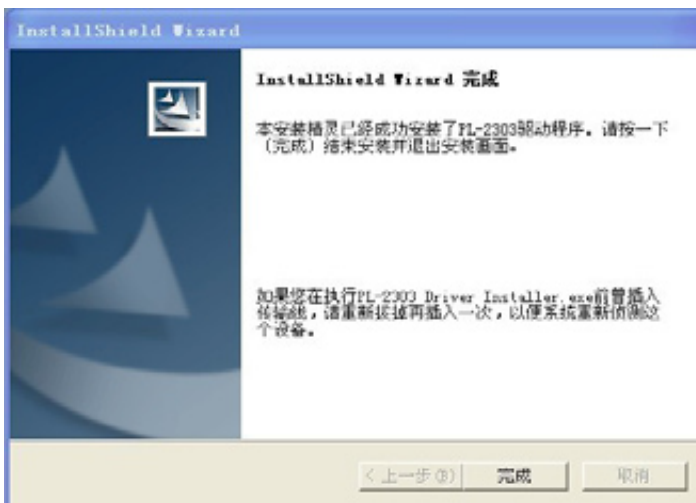 InstallShield Wizard
InstallShield Wizard 完成
本安装精灵已经成功安装了PL-2303驱动程序。请按一下
（完成）结束安装并退出安装画面。
如果您在执行PL-2303 Driver Installer.exe前曾插入
传输线，请重新拔掉再插入一次，以便系统重新侦测这
个设备。
< 上一步(B)
完成
取消